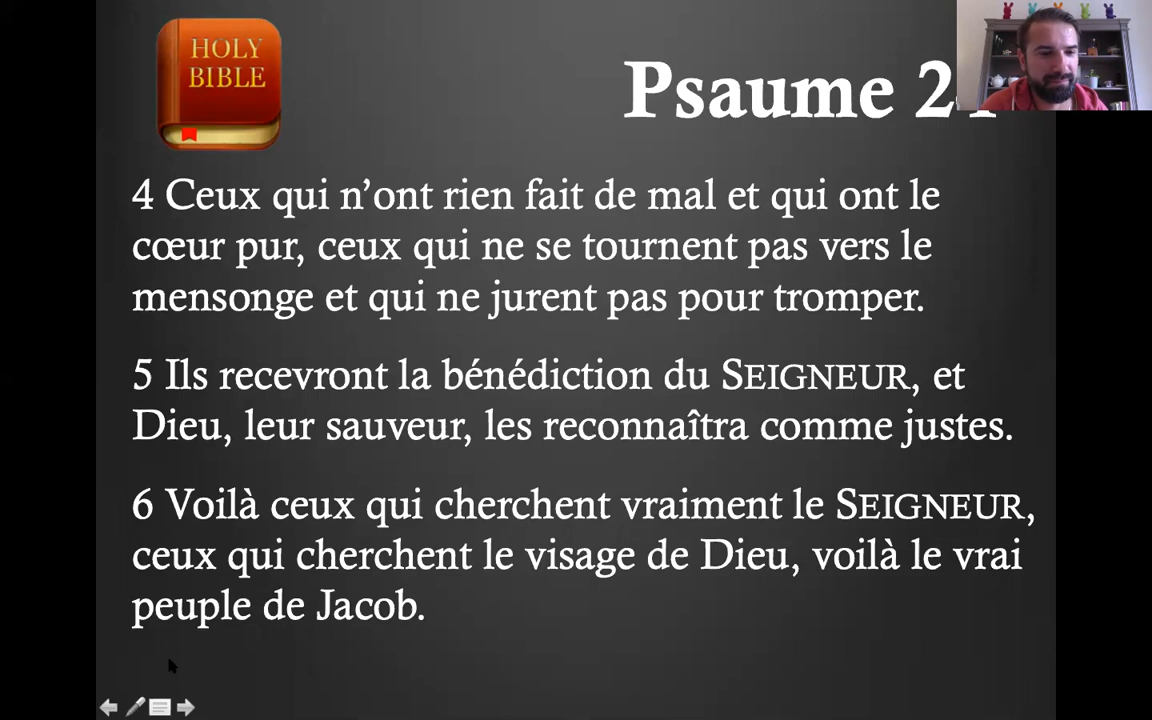 HOLY
BIBLE
Psaume 24
4 Ceux qui n’ont rien fait de mal et qui ont le
cœur pur, ceux qui ne se tournent pas vers le
mensonge et qui ne jurent pas pour tromper.
5 Ils recevront la bénédiction du SEIGNEUR, et
Dieu, leur sauveur, les reconnaîtra comme justes.
6 Voilà ceux qui cherchent vraiment le SEIGNEUR,
ceux qui cherchent le visage de Dieu, voilà le vrai
peuple de Jacob.